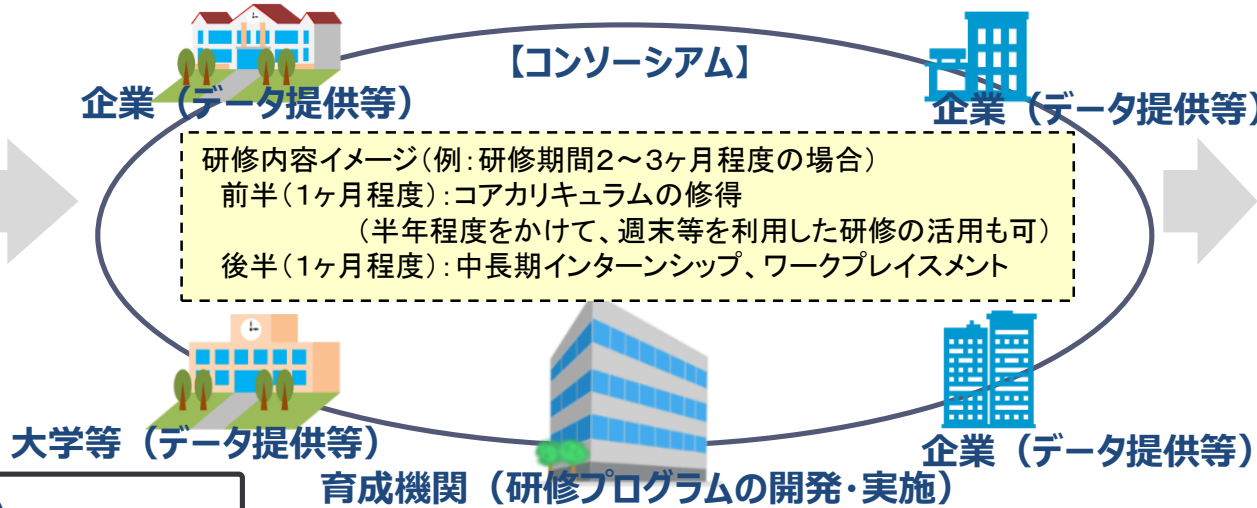 【コンソーシアム】
企業（データ提供等）
企業（データ提供等）
研修内容イメージ（例：研修期間２～３ヶ月程度の場合）
前半（１ヶ月程度）：コアカリキュラムの修得
（半年程度をかけて、週末等を利用した研修の活用も可）
後半（１ヶ月程度）：中長期インターンシップ、ワークプレイスメント
大学等（データ提供等）
企業（データ提供等）
育成機関（研修プログラムの開発・実施）